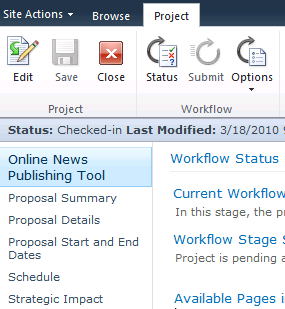 Site Actions Browse Project
Edit Save Close Status Submit Options
Project Workflow
Status: Checked-in Last Modified: 3/18/2010
Online News
Publishing Tool
Proposal Summary
Proposal Details
Proposal Start and End
Dates
Schedule
Strategic Impact
Workflow Status
Current Workflow
In this stage, the p
Workflow Stage S
Project is pending a
Available Pages i